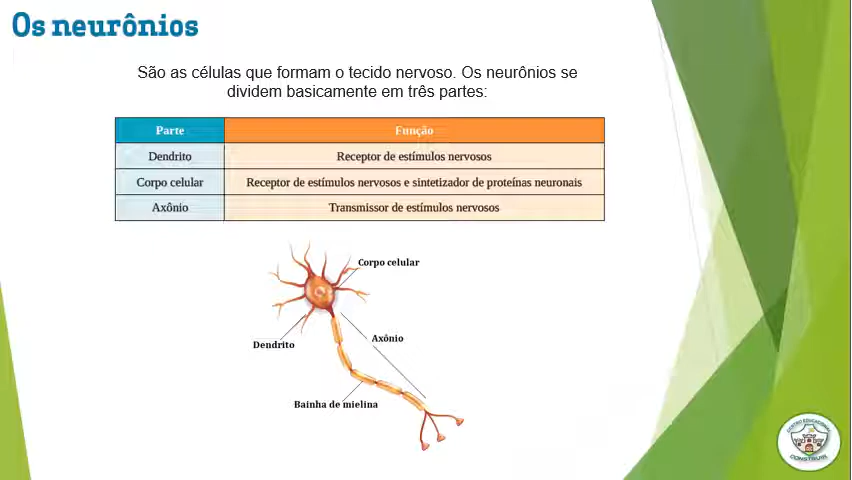 Os neurônios
São as células que formam o tecido nervoso. Os neurônios se
dividem basicamente em três partes:
Parte Função
Dendrito Receptor de estímulos nervosos
Corpo celular Receptor de estímulos nervosos e sintetizador de proteínas neuronais
Axônio Transmissor de estímulos nervosos
Corpo celular
Axônio
Dendrito
Bainha de mielina
CENTRO EDUCACIONAL
CONSTRUIR